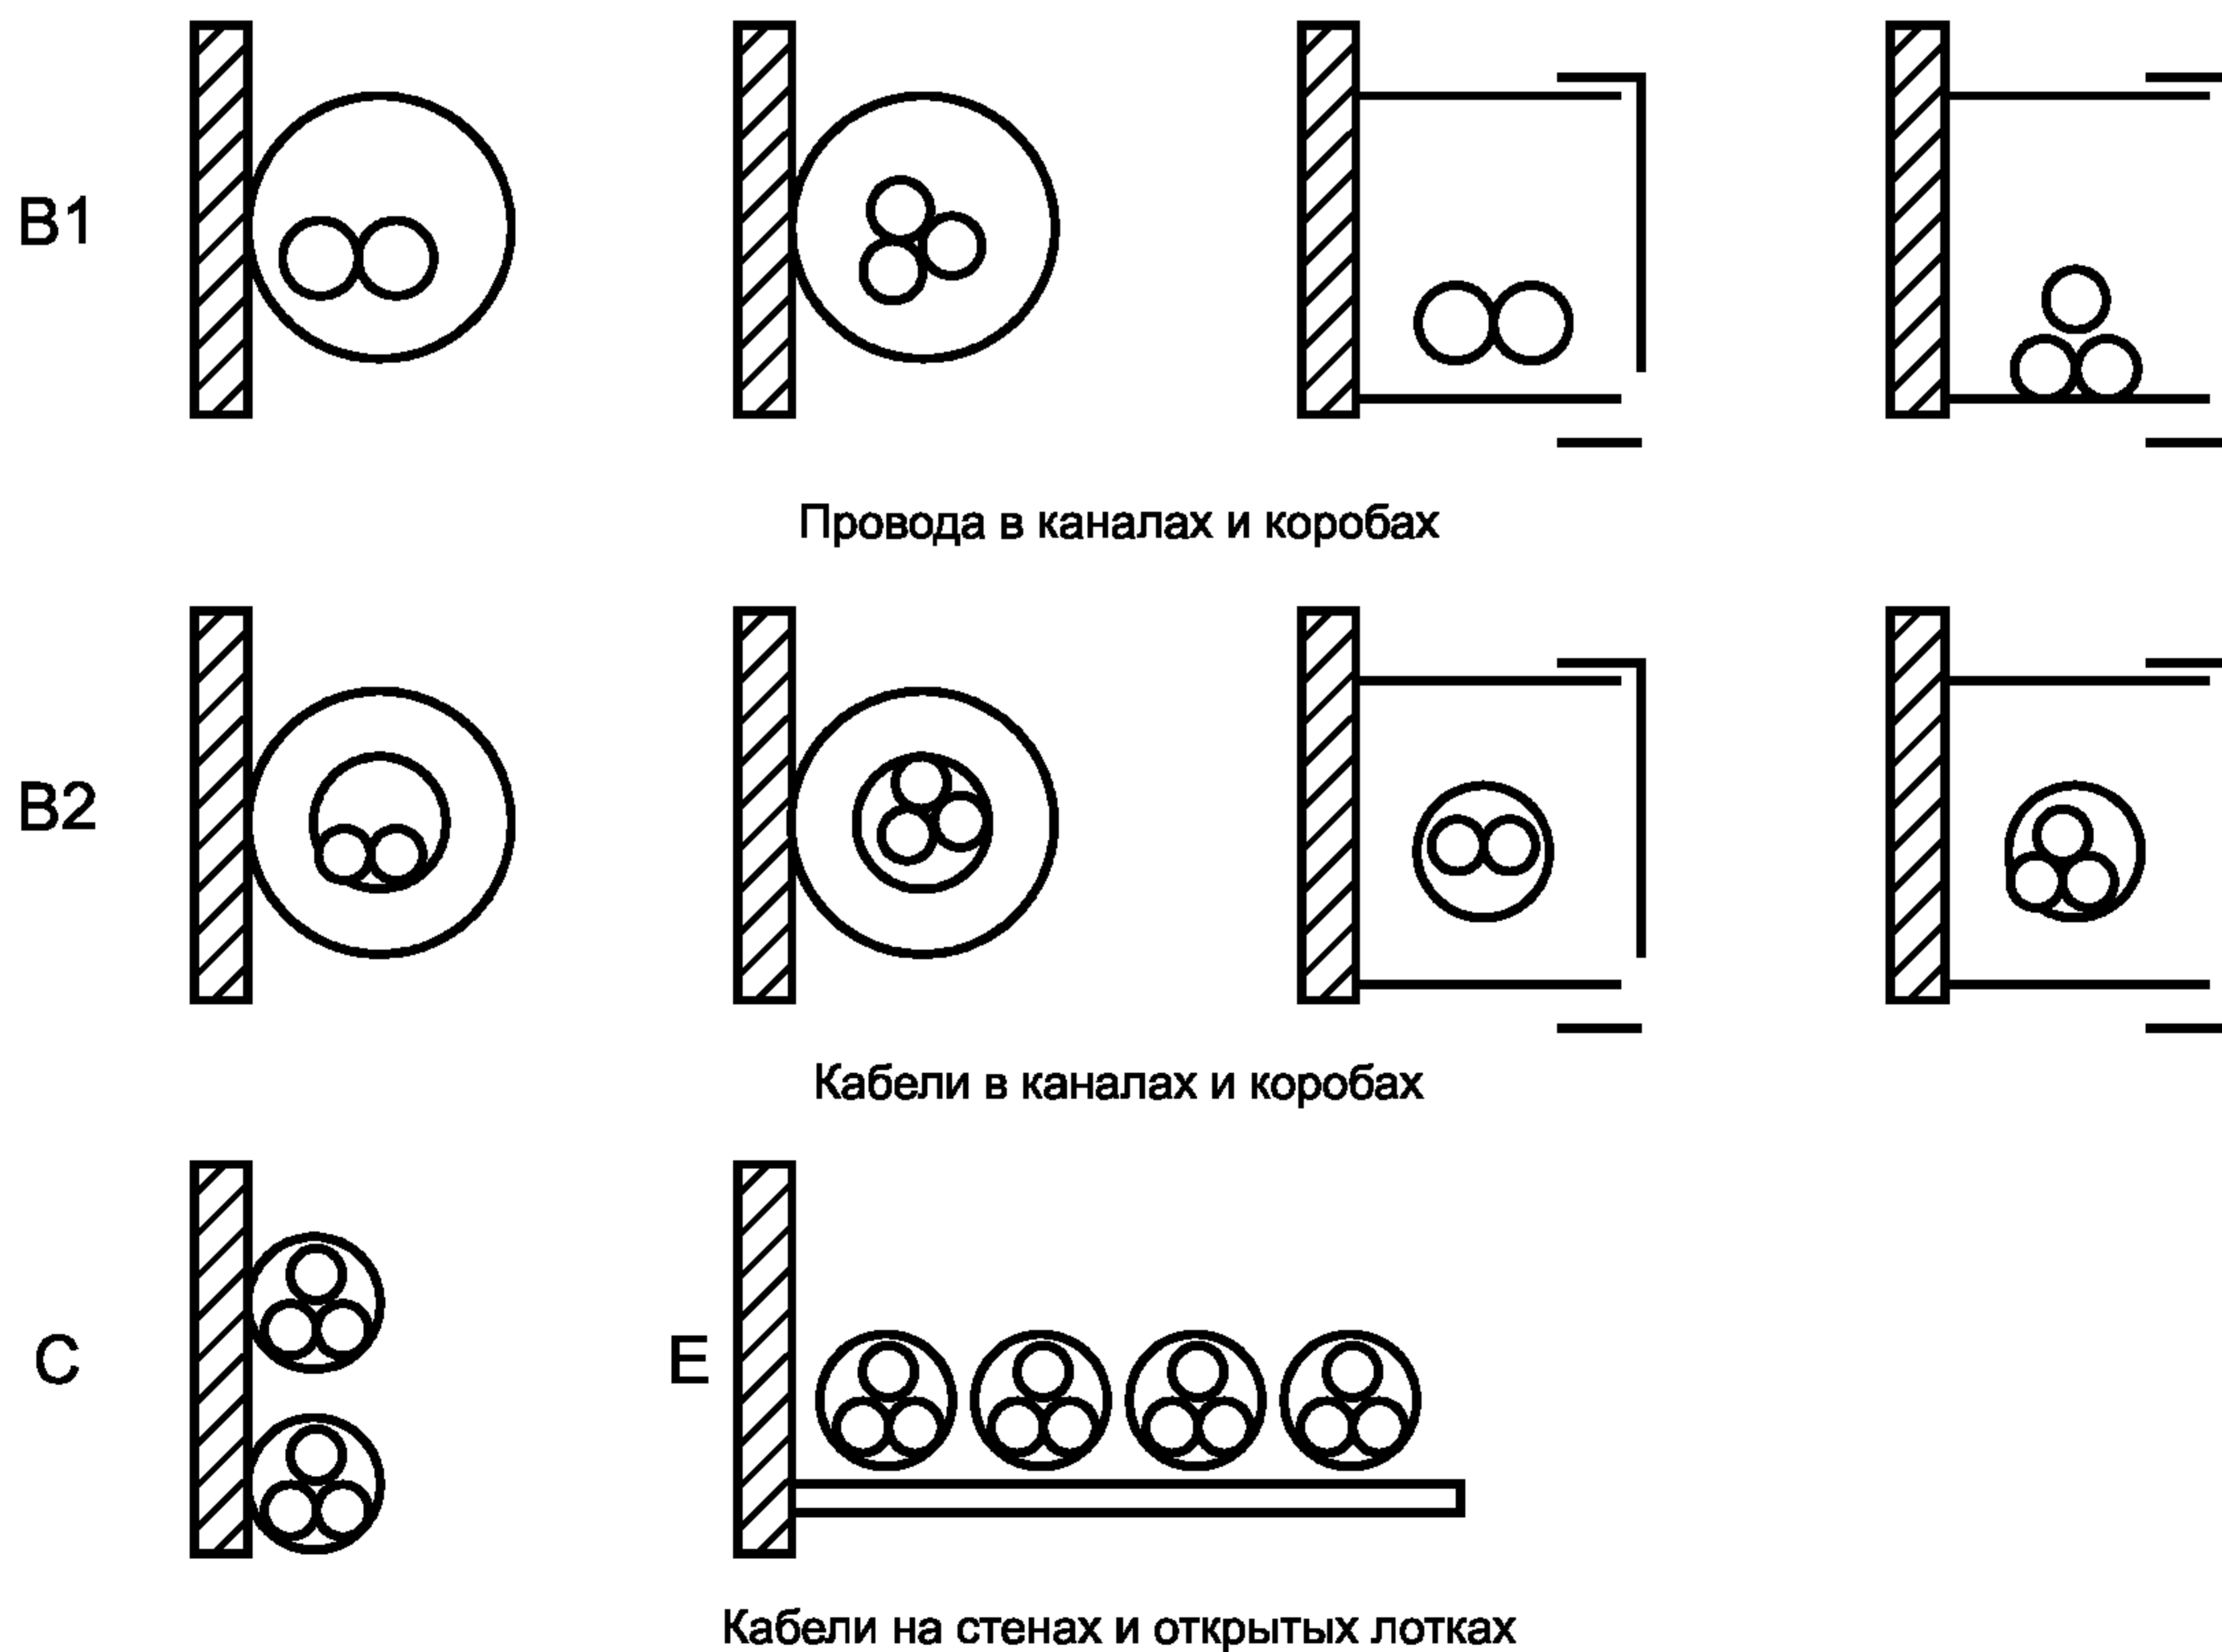 B1
Провода в каналах и коробах
B2
Кабели в каналах и коробах
C
E
Кабели на стенах и открытых лотках